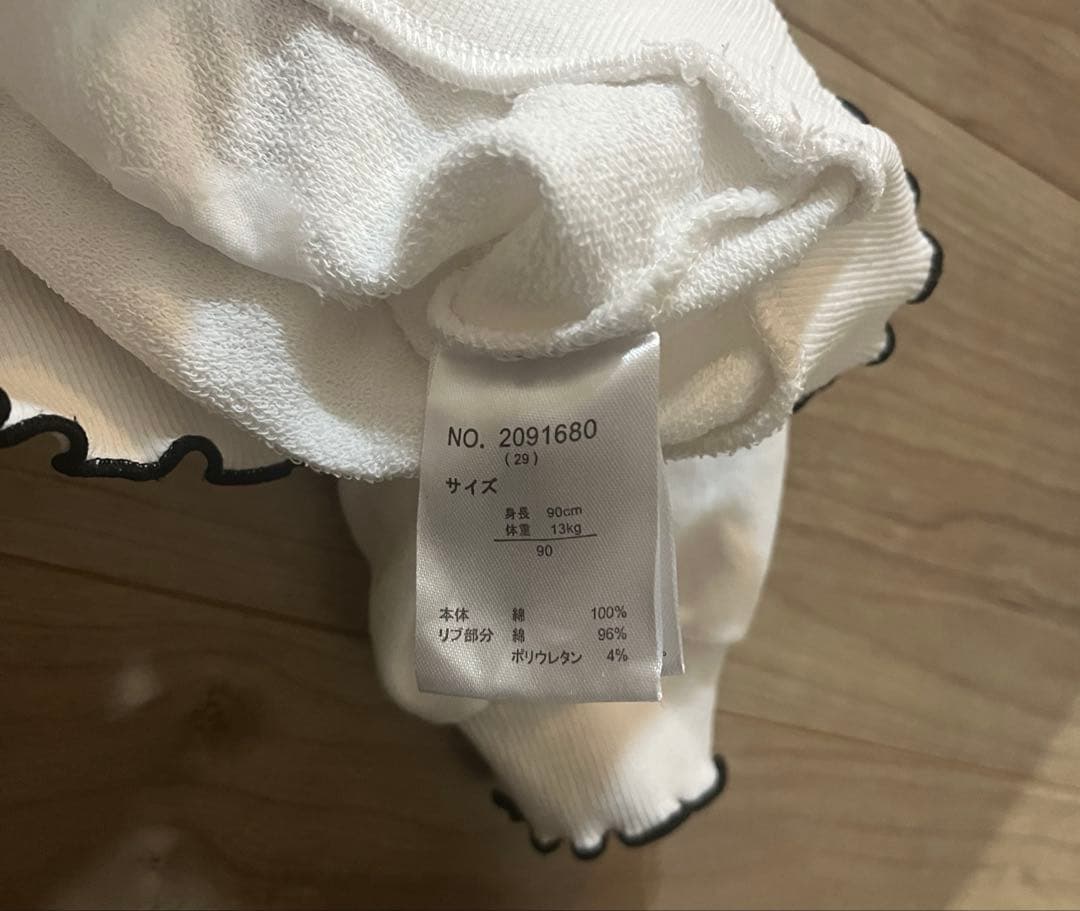 NO. 2091680
(29)
サイズ
身長 90cm
体重 13kg
90
本体 綿 100%
リブ部分 綿 96%
ポリウレタン 4%